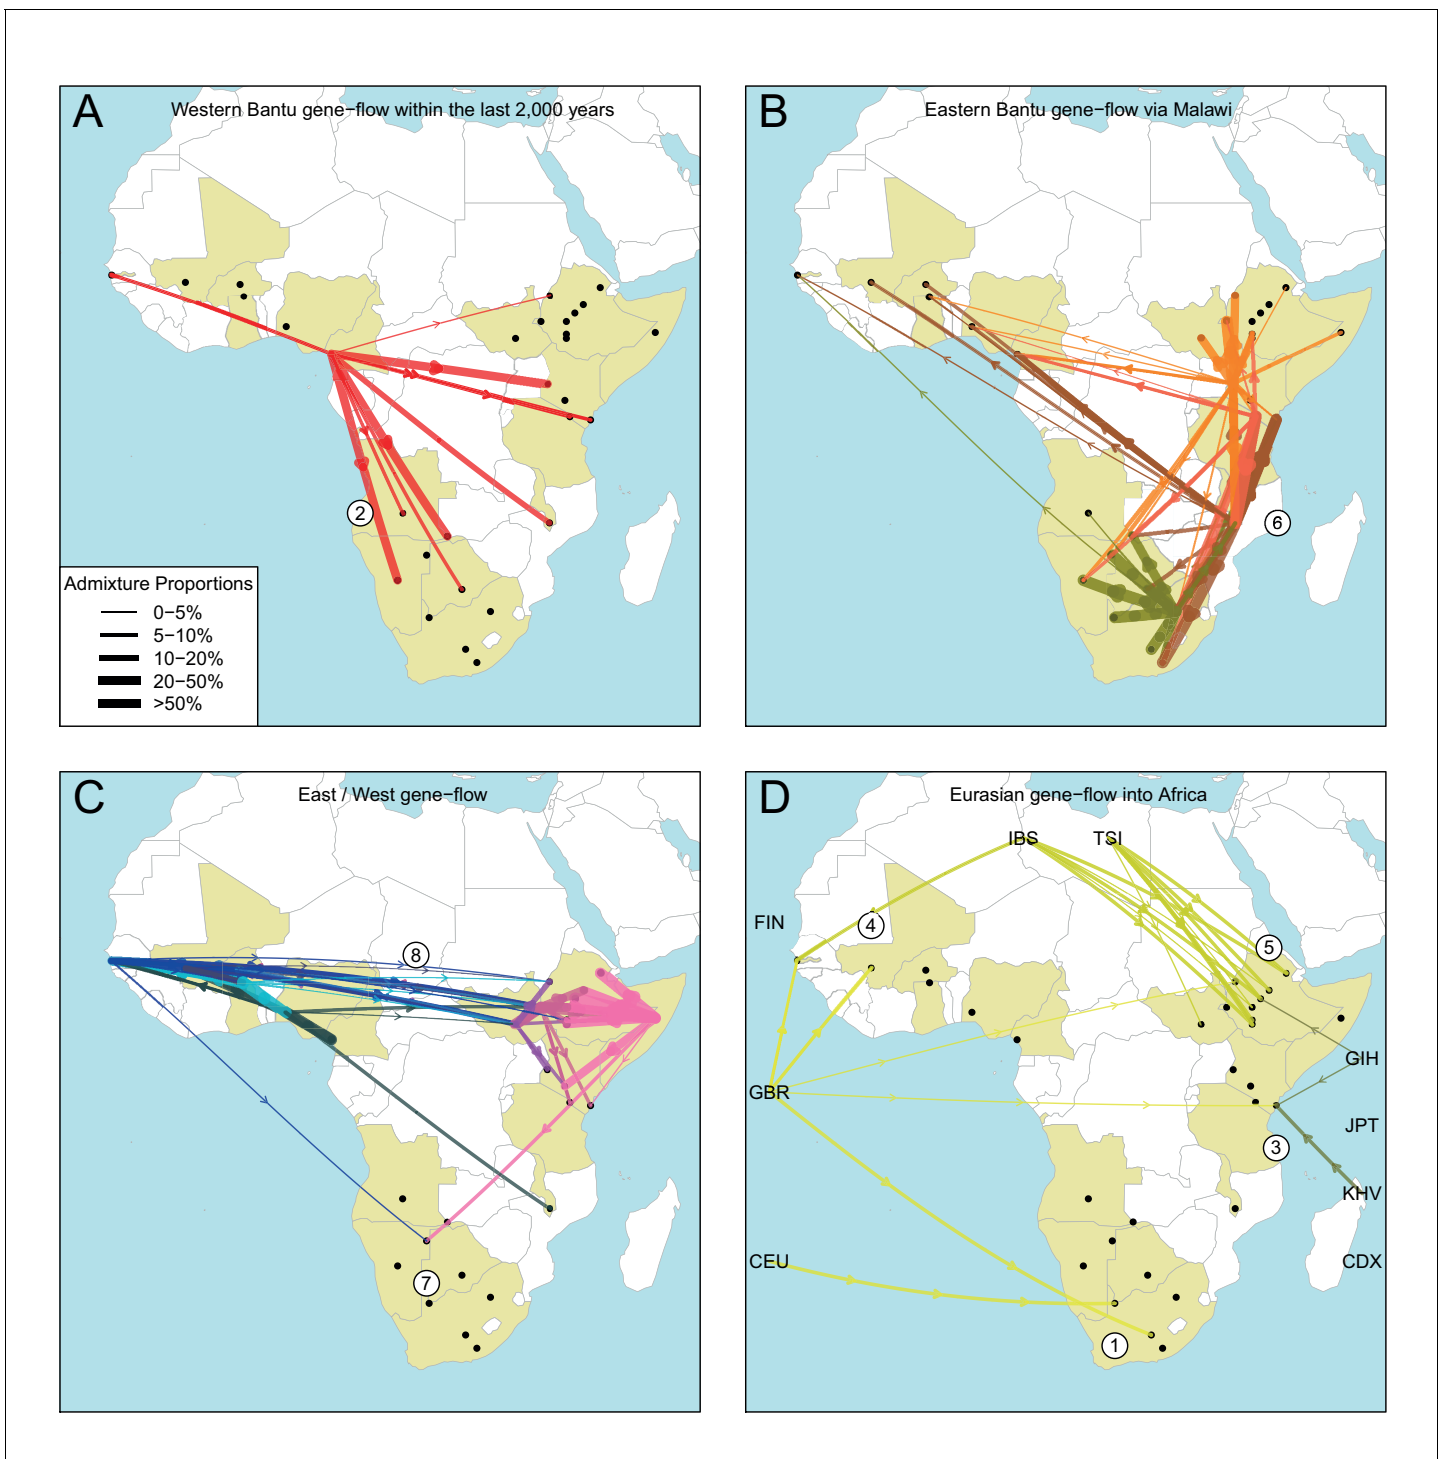 A
Western Bantu gene−flow within the last 2,000 years
2
Admixture Proportions
0−5%
5−10%
10−20%
20−50%
>50%
B
Eastern Bantu gene−flow via Malawi
6
C
East / West gene−flow
8
7
D
Eurasian gene−flow into Africa
IBS
TSI
FIN
4
5
GIH
GBR
JPT
3
KHV
CEU
CDX
1